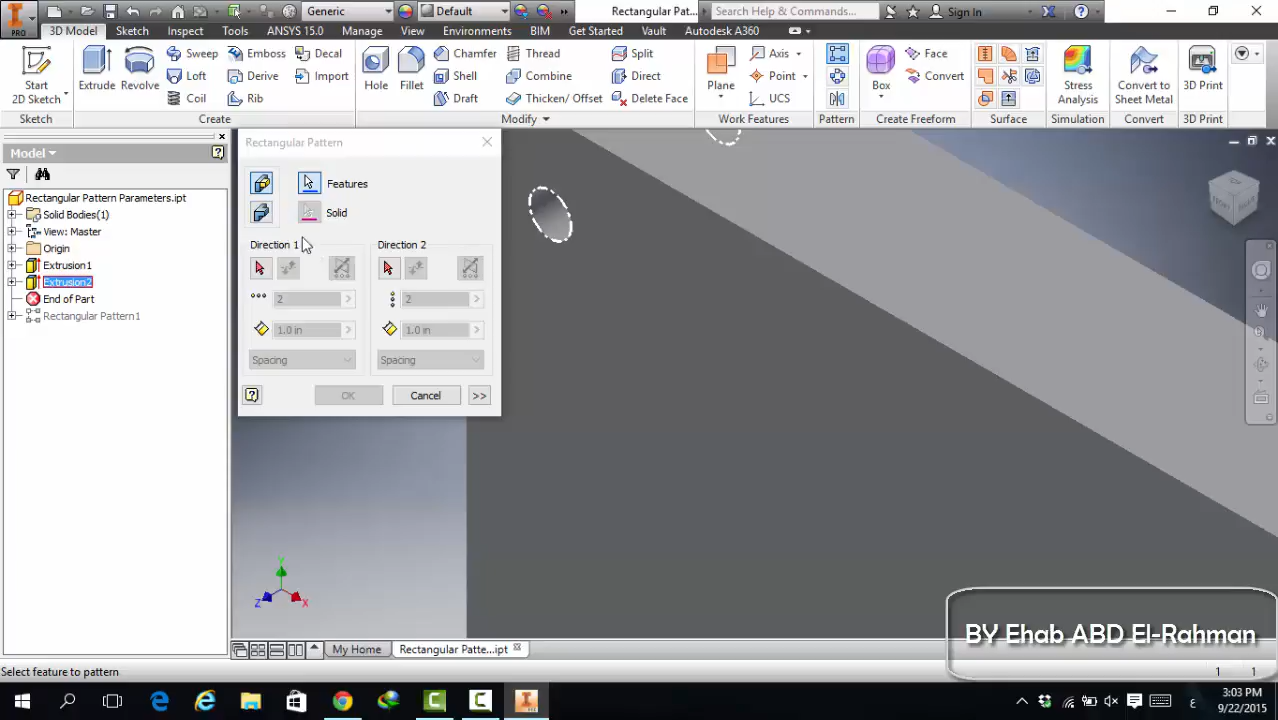 Generic
Default
Rectangular Pat...
Search Help & Commands...
Sign In
PRO
3D Model
Sketch
Inspect
Tools
ANSYS 15.0
Manage
View
Environments
BIM
Get Started
Vault
Autodesk A360
Start
2D Sketch
Extrude
Revolve
Sweep
Loft
Coil
Emboss
Derive
Rib
Decal
Import
Hole
Fillet
Chamfer
Shell
Draft
Thread
Combine
Thicken/ Offset
Split
Direct
Delete Face
Plane
Axis
Point
UCS
Box
Face
Convert
Stress
Analysis
Convert to
Sheet Metal
3D Print
Sketch
Create
Modify
Work Features
Pattern
Create Freeform
Surface
Simulation
Convert
3D Print
Model
Rectangular Pattern Parameters.ipt
Solid Bodies(1)
View: Master
Origin
Extrusion1
Extrusion2
End of Part
Rectangular Pattern1
Rectangular Pattern
Features
Solid
Direction 1
Direction 2
2
2
1.0 in
1.0 in
Spacing
Spacing
OK
Cancel
>>
FRONT
RIGHT
Y
Z
X
My Home
Rectangular Patte...ipt
BY Ehab ABD El-Rahman
Select feature to pattern
1
1
ع
3:03 PM
9/22/2015